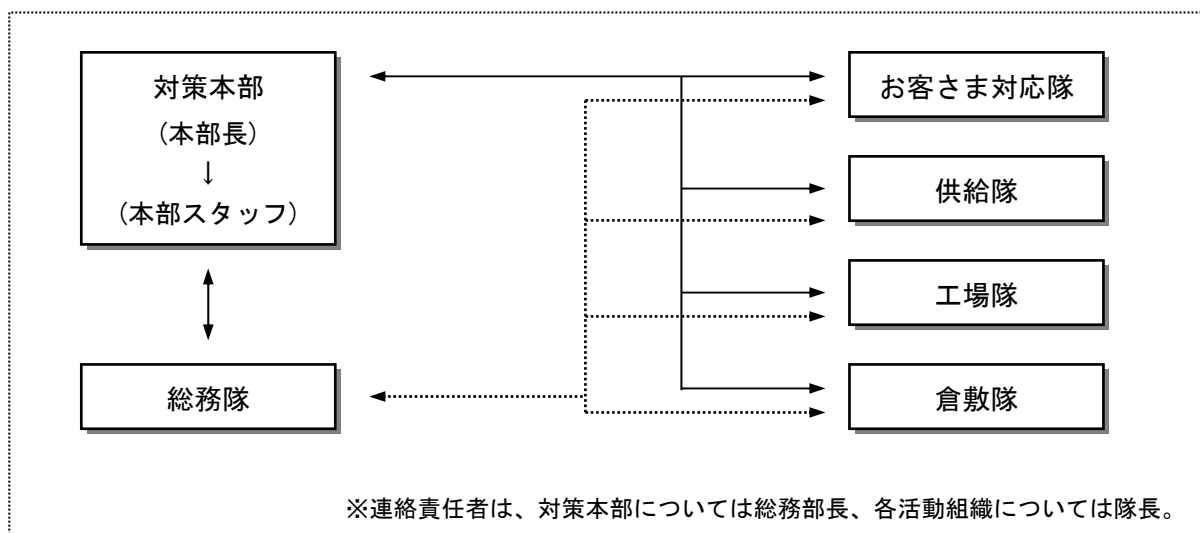 対策本部
(本部長)
↓
(本部スタッフ)
総務隊
お客さま対応隊
供給隊
工場隊
倉敷隊
※連絡責任者は、対策本部については総務部長、各活動組織については隊長。